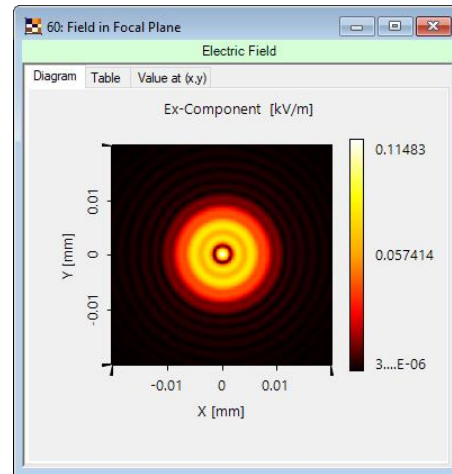 60: Field in Focal Plane
Electric Field
Diagram Table Value at (x,y)
Ex-Component [kV/m]
0.11483
0.057414
3....E-06
Y [mm]
0.01
0
-0.01
-0.01 0 0.01
X [mm]